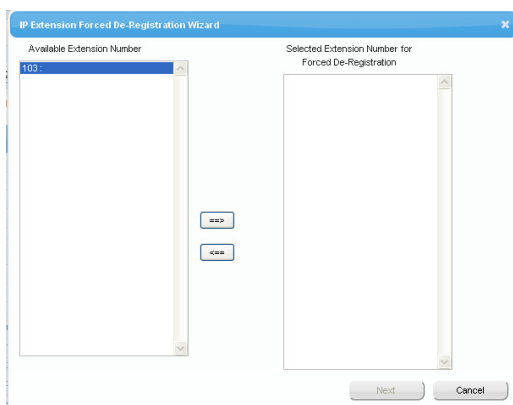 IP Extension Forced De-Registration Wizard
Available Extension Number
Selected Extension Number for
Forced De-Registration
103 :
==>
<==
Next
Cancel